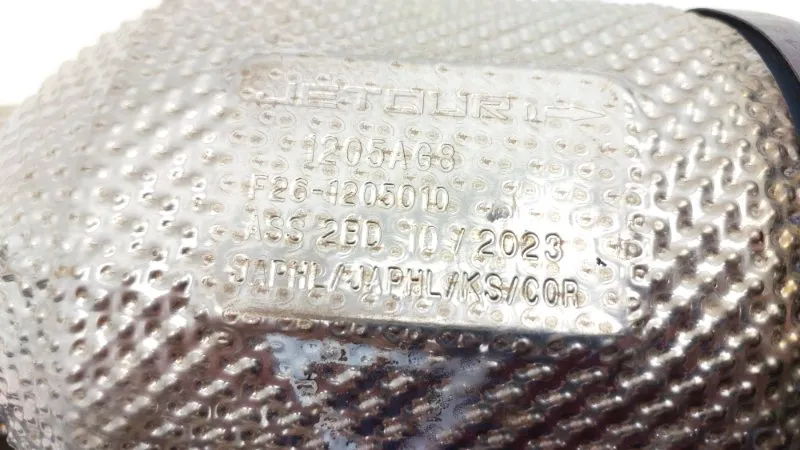 JETOUR
1205AG8
F26-1205010
ASS 2BD 10/2023
JAPHL/JAPHL/KS/COR